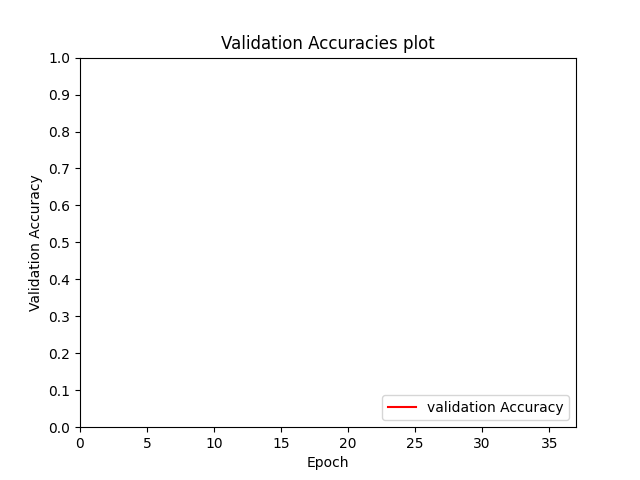 Validation Accuracies plot
1.0
0.9
0.8
0.7
0.6
0.5
0.4
0.3
0.2
0.1
0.0
Validation Accuracy
validation Accuracy
0 5 10 15 20 25 30 35
Epoch